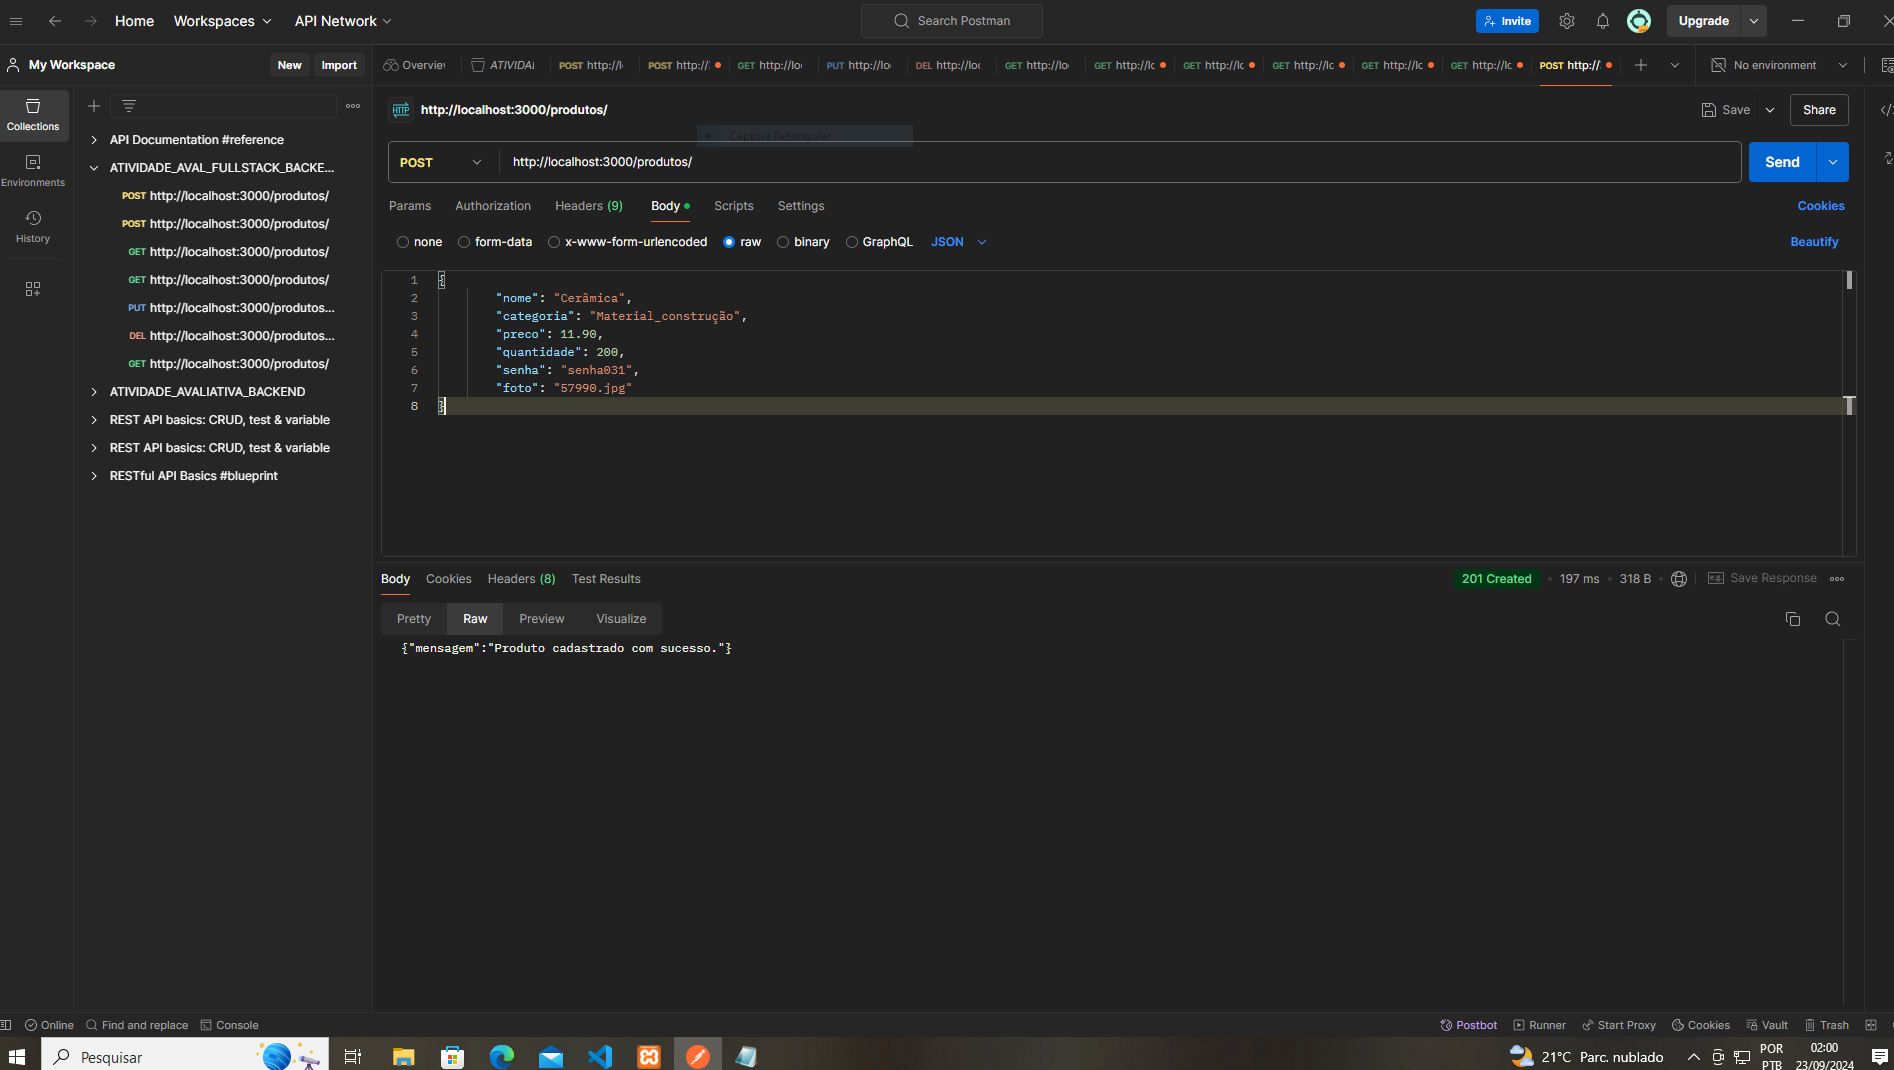 Home Workspaces API Network Search Postman Invite Upgrade
My Workspace New Import Overvie ATIVIDAI POST http://l POST http:// GET http://lo PUT http://lo DEL http://loc GET http://lo GET http://lc GET http://lc GET http://lc GET http://lc GET http://lc POST http:// No environment
Collections
Environments
History
API Documentation #reference
ATIVIDADE_AVAL_FULLSTACK_BACKE...
POST http://localhost:3000/produtos/
POST http://localhost:3000/produtos/
GET http://localhost:3000/produtos/
GET http://localhost:3000/produtos/
PUT http://localhost:3000/produtos...
DEL http://localhost:3000/produtos...
GET http://localhost:3000/produtos/
ATIVIDADE_AVALIATIVA_BACKEND
REST API basics: CRUD, test & variable
REST API basics: CRUD, test & variable
RESTful API Basics #blueprint
HTTP http://localhost:3000/produtos/ Save Share
Captura Retangular
POST http://localhost:3000/produtos/ Send
Params Authorization Headers (9) Body Scripts Settings Cookies
none form-data x-www-form-urlencoded raw binary GraphQL JSON Beautify
1 {
2 "nome": "Cerâmica",
3 "categoria": "Material_construção",
4 "preco": 11.90,
5 "quantidade": 200,
6 "senha": "senha031",
7 "foto": "57990.jpg"
8 }
Body Cookies Headers (8) Test Results 201 Created 197 ms 318 B Save Response
Pretty Raw Preview Visualize
{"mensagem":"Produto cadastrado com sucesso."}
Online Find and replace Console Postbot Runner Start Proxy Cookies Vault Trash
Pesquisar 21°C Parc. nublado POR 02:00
PTB 23/09/2024